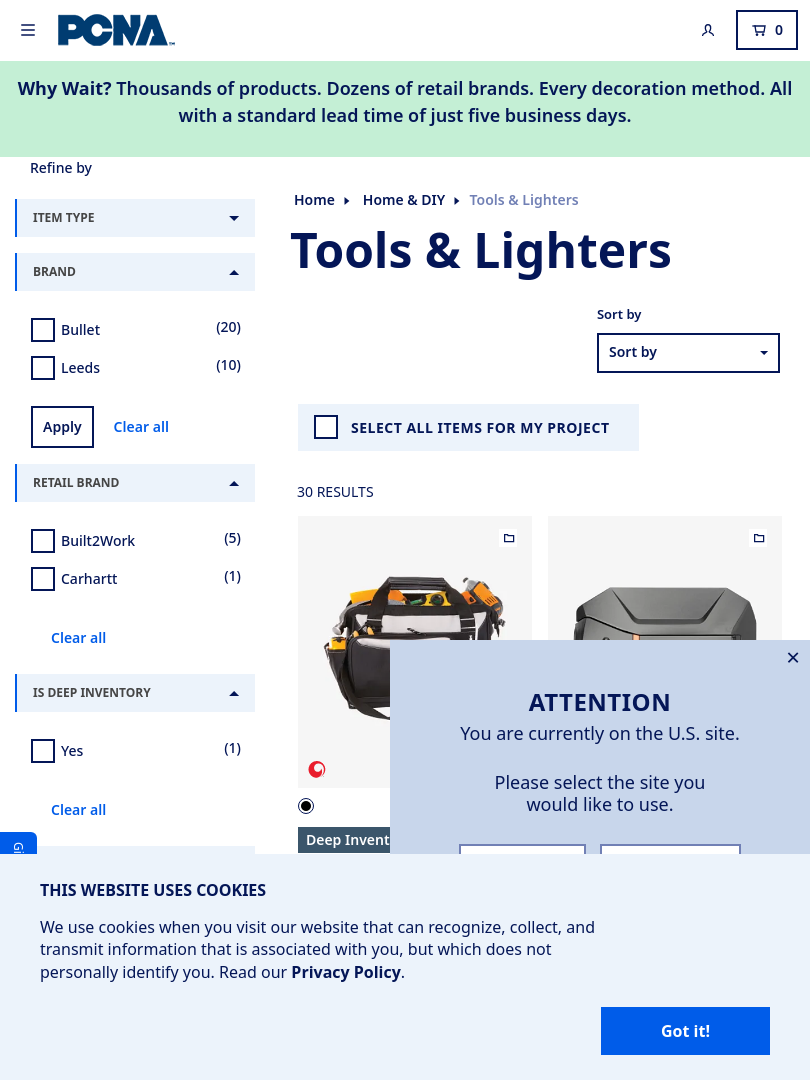 PCNA
0
Why Wait? Thousands of products. Dozens of retail brands. Every decoration method. All
with a standard lead time of just five business days.
Refine by
ITEM TYPE
BRAND
Bullet (20)
Leeds (10)
Apply Clear all
RETAIL BRAND
Built2Work (5)
Carhartt (1)
Clear all
IS DEEP INVENTORY
Yes (1)
Clear all
Home Home & DIY Tools & Lighters
Tools & Lighters
Sort by
Sort by
SELECT ALL ITEMS FOR MY PROJECT
30 RESULTS
Deep Invent
ATTENTION
You are currently on the U.S. site.
Please select the site you
would like to use.
THIS WEBSITE USES COOKIES
We use cookies when you visit our website that can recognize, collect, and
transmit information that is associated with you, but which does not
personally identify you. Read our Privacy Policy.
Got it!